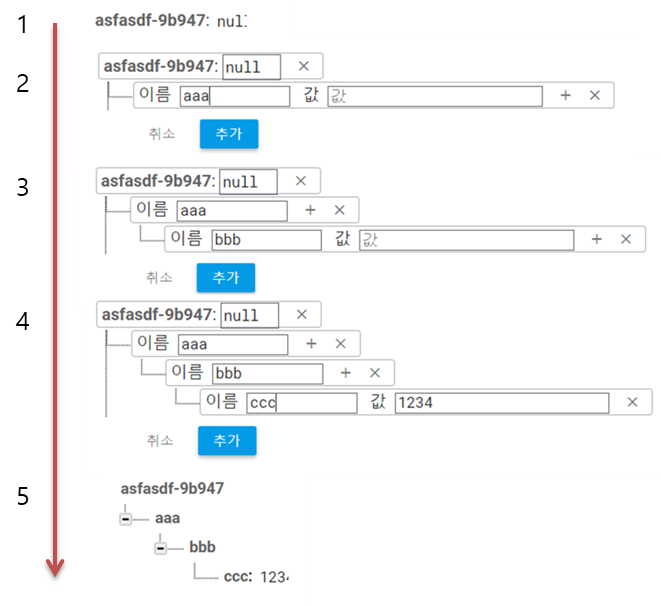 1 asfasdf-9b947: null
asfasdf-9b947: null ×
2 이름 aaa 값 값 + ×
취소 추가
3 asfasdf-9b947: null ×
이름 aaa + ×
이름 bbb 값 값 + ×
취소 추가
4 asfasdf-9b947: null ×
이름 aaa + ×
이름 bbb + ×
이름 ccc 값 1234 ×
취소 추가
5 asfasdf-9b947
aaa
bbb
ccc: 1234